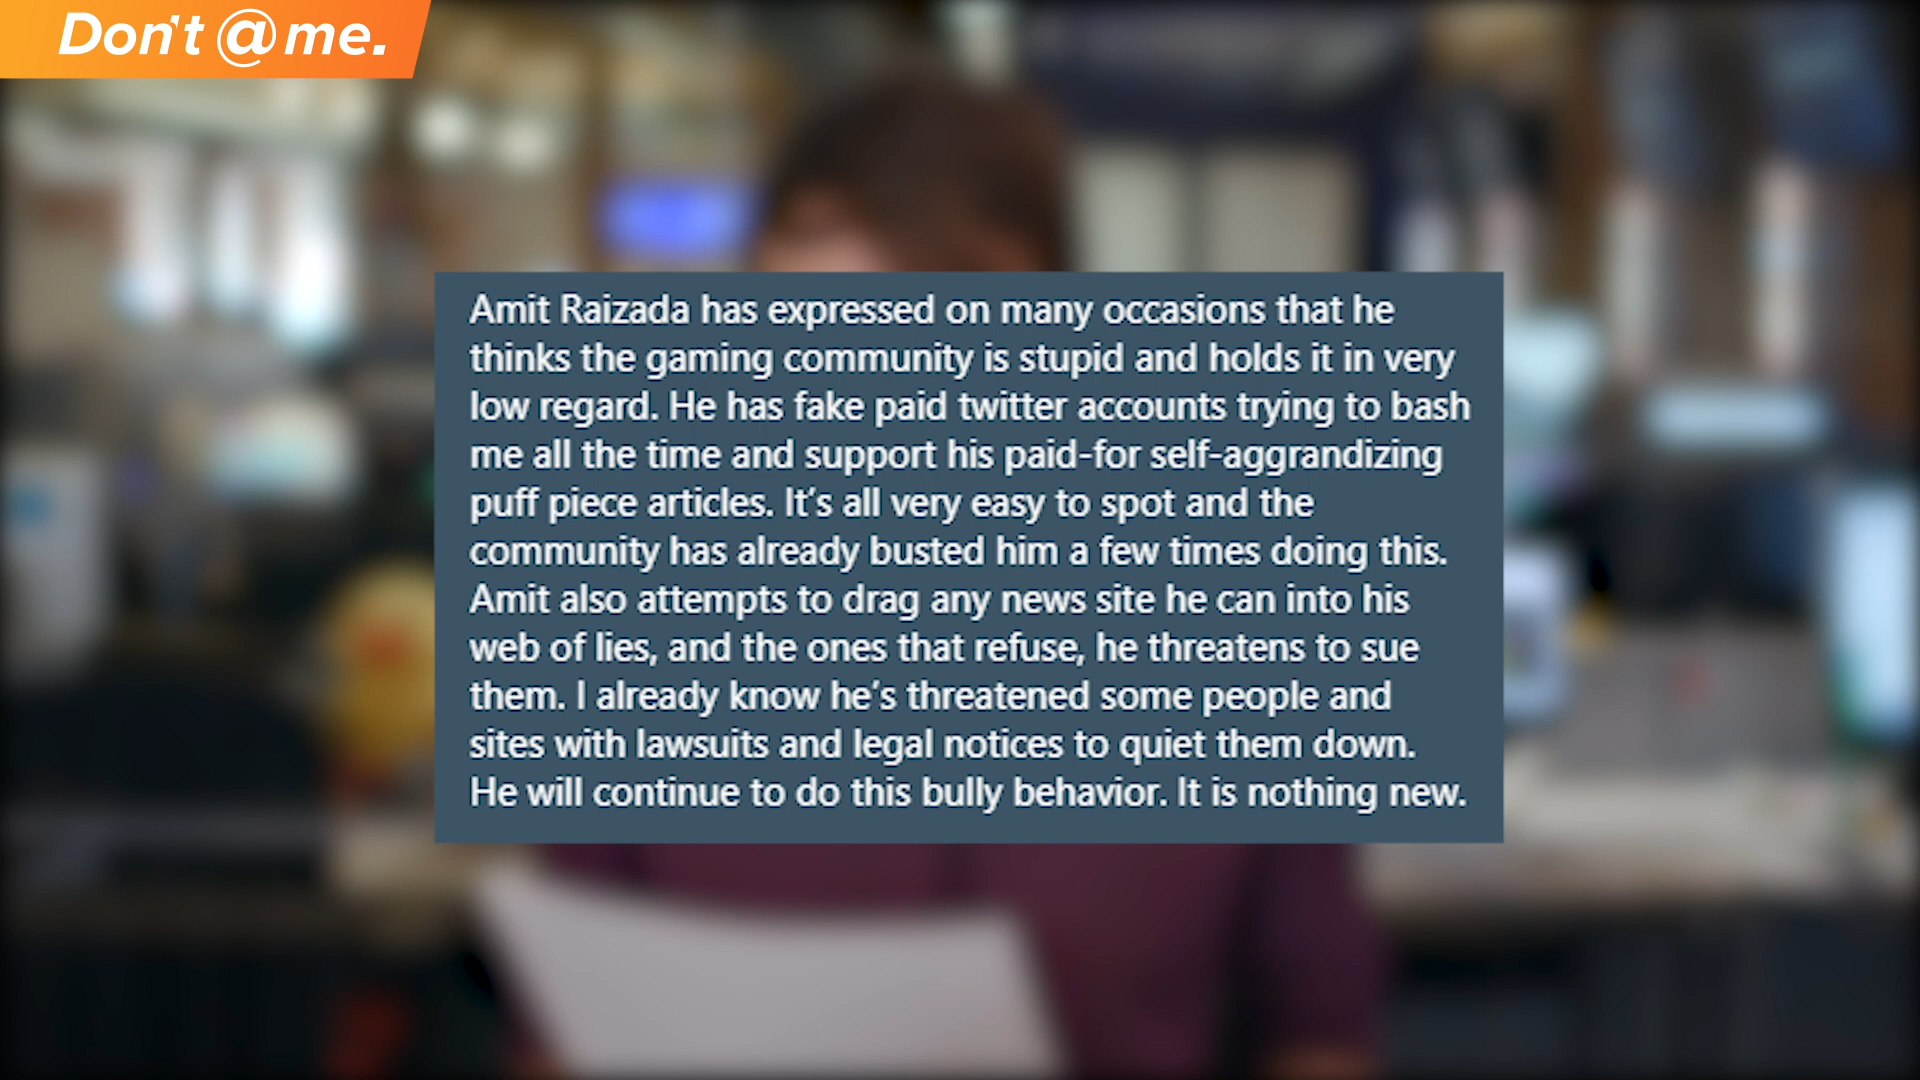 Don't @ me.
Amit Raizada has expressed on many occasions that he
thinks the gaming community is stupid and holds it in very
low regard. He has fake paid twitter accounts trying to bash
me all the time and support his paid-for self-aggrandizing
puff piece articles. It’s all very easy to spot and the
community has already busted him a few times doing this.
Amit also attempts to drag any news site he can into his
web of lies, and the ones that refuse, he threatens to sue
them. I already know he’s threatened some people and
sites with lawsuits and legal notices to quiet them down.
He will continue to do this bully behavior. It is nothing new.